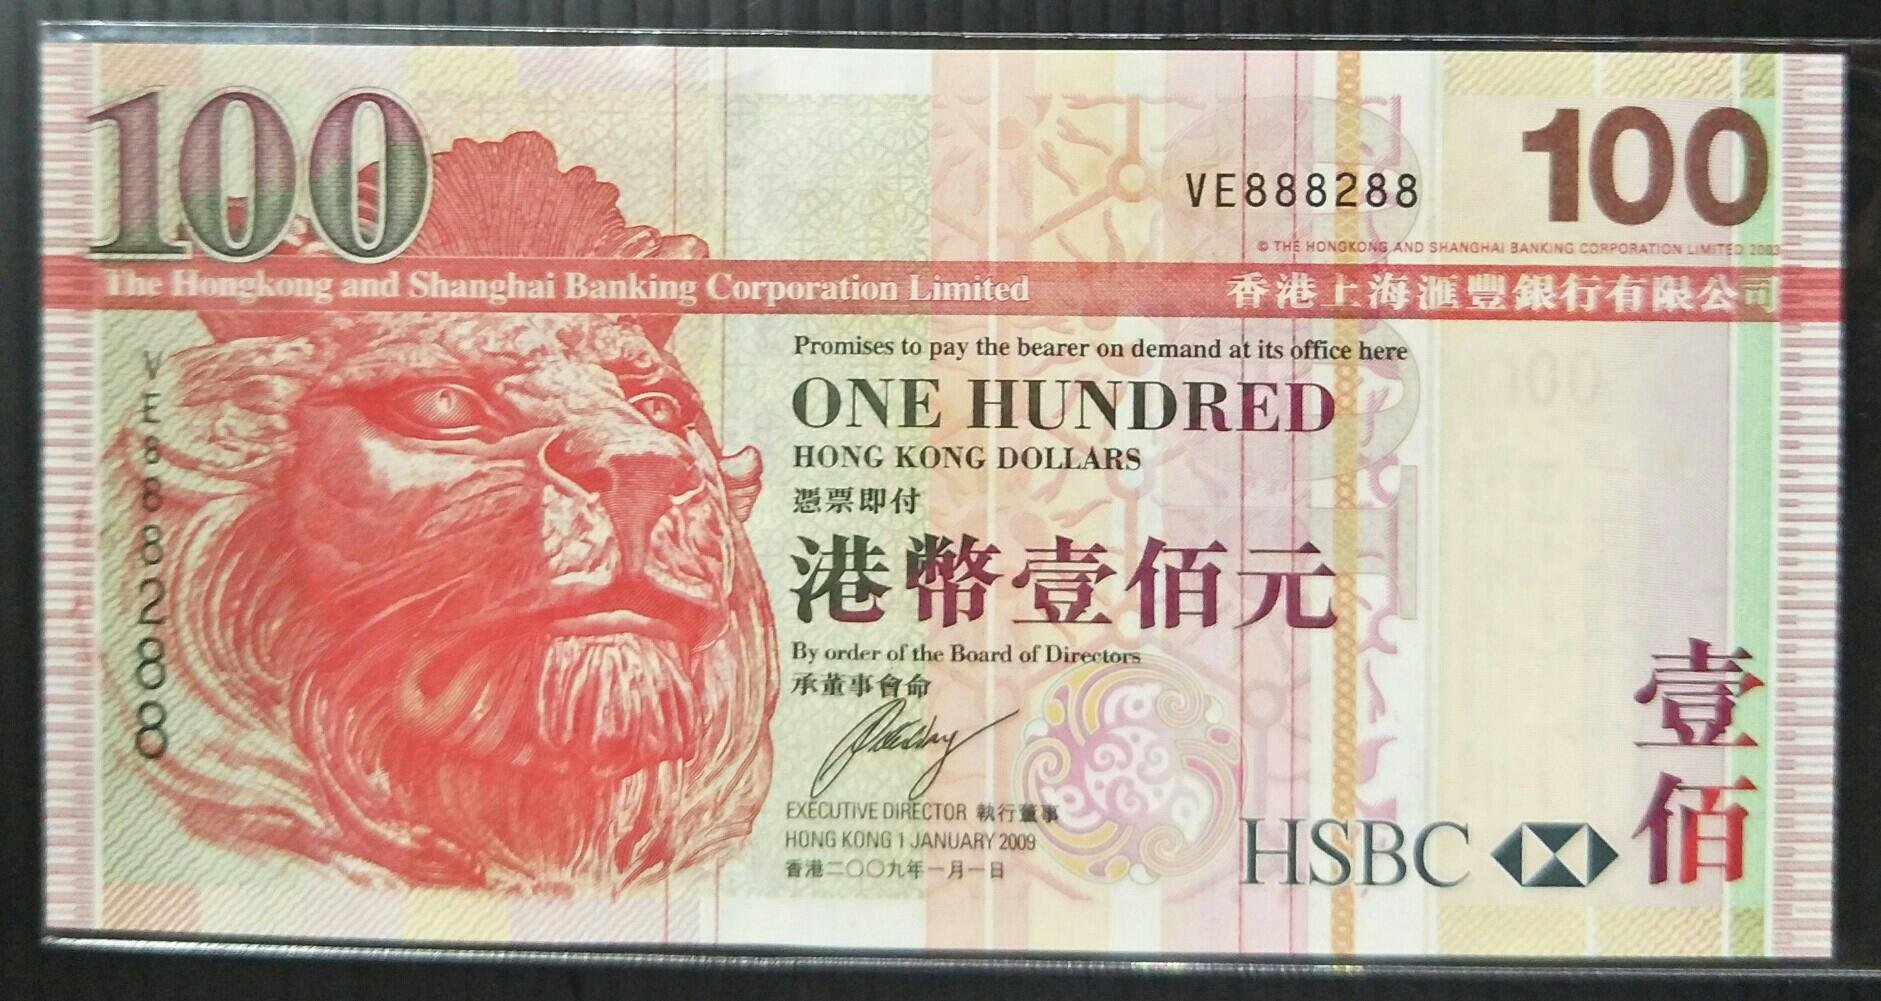 100
VE888288
100
© THE HONGKONG AND SHANGHAI BANKING CORPORATION LIMITED 2003
The Hongkong and Shanghai Banking Corporation Limited
香港上海滙豐銀行有限公司
Promises to pay the bearer on demand at its office here
ONE HUNDRED
HONG KONG DOLLARS
憑票即付
港幣壹佰元
By order of the Board of Directors
承董事會命
EXECUTIVE DIRECTOR 執行董事
HONG KONG 1 JANUARY 2009
香港二〇〇九年一月一日
VE888288
HSBC
壹佰